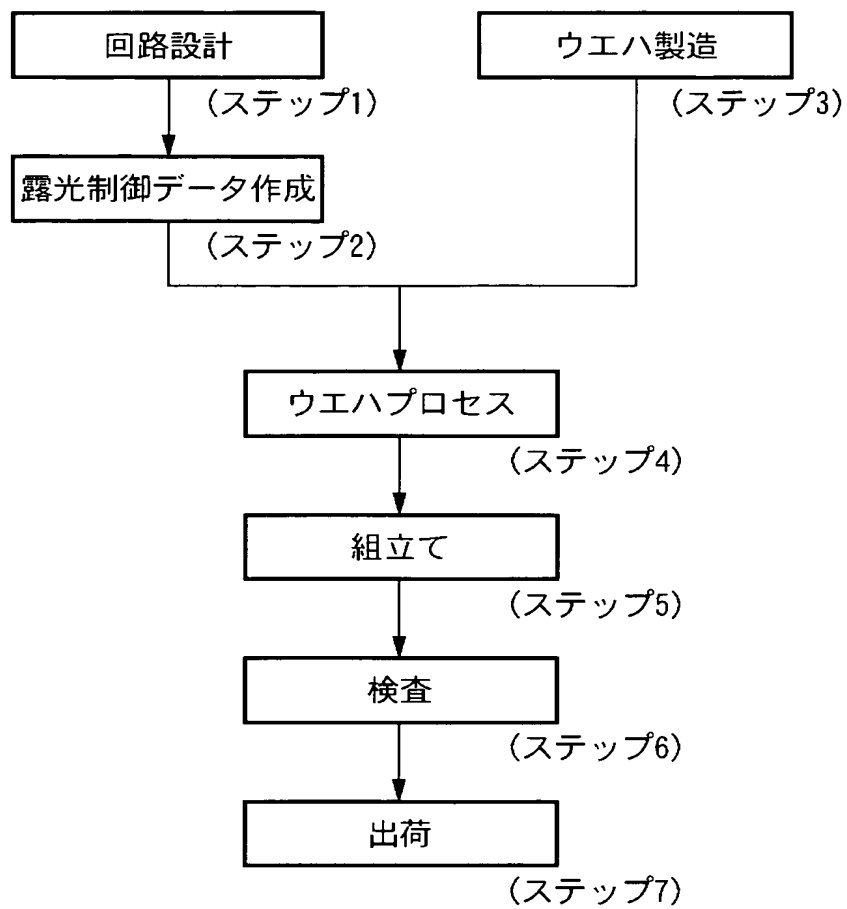 回路設計
ウエハ製造
(ステップ1)
(ステップ3)
露光制御データ作成
(ステップ2)
ウエハプロセス
(ステップ4)
組立て
(ステップ5)
検査
(ステップ6)
出荷
(ステップ7)